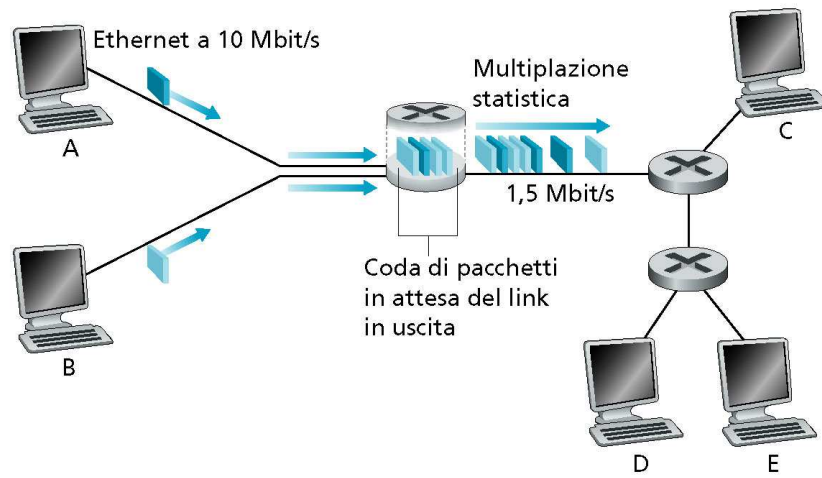 Ethernet a 10 Mbit/s
A
Multiplazione
statistica
C
1,5 Mbit/s
Coda di pacchetti
in attesa del link
in uscita
B
D
E